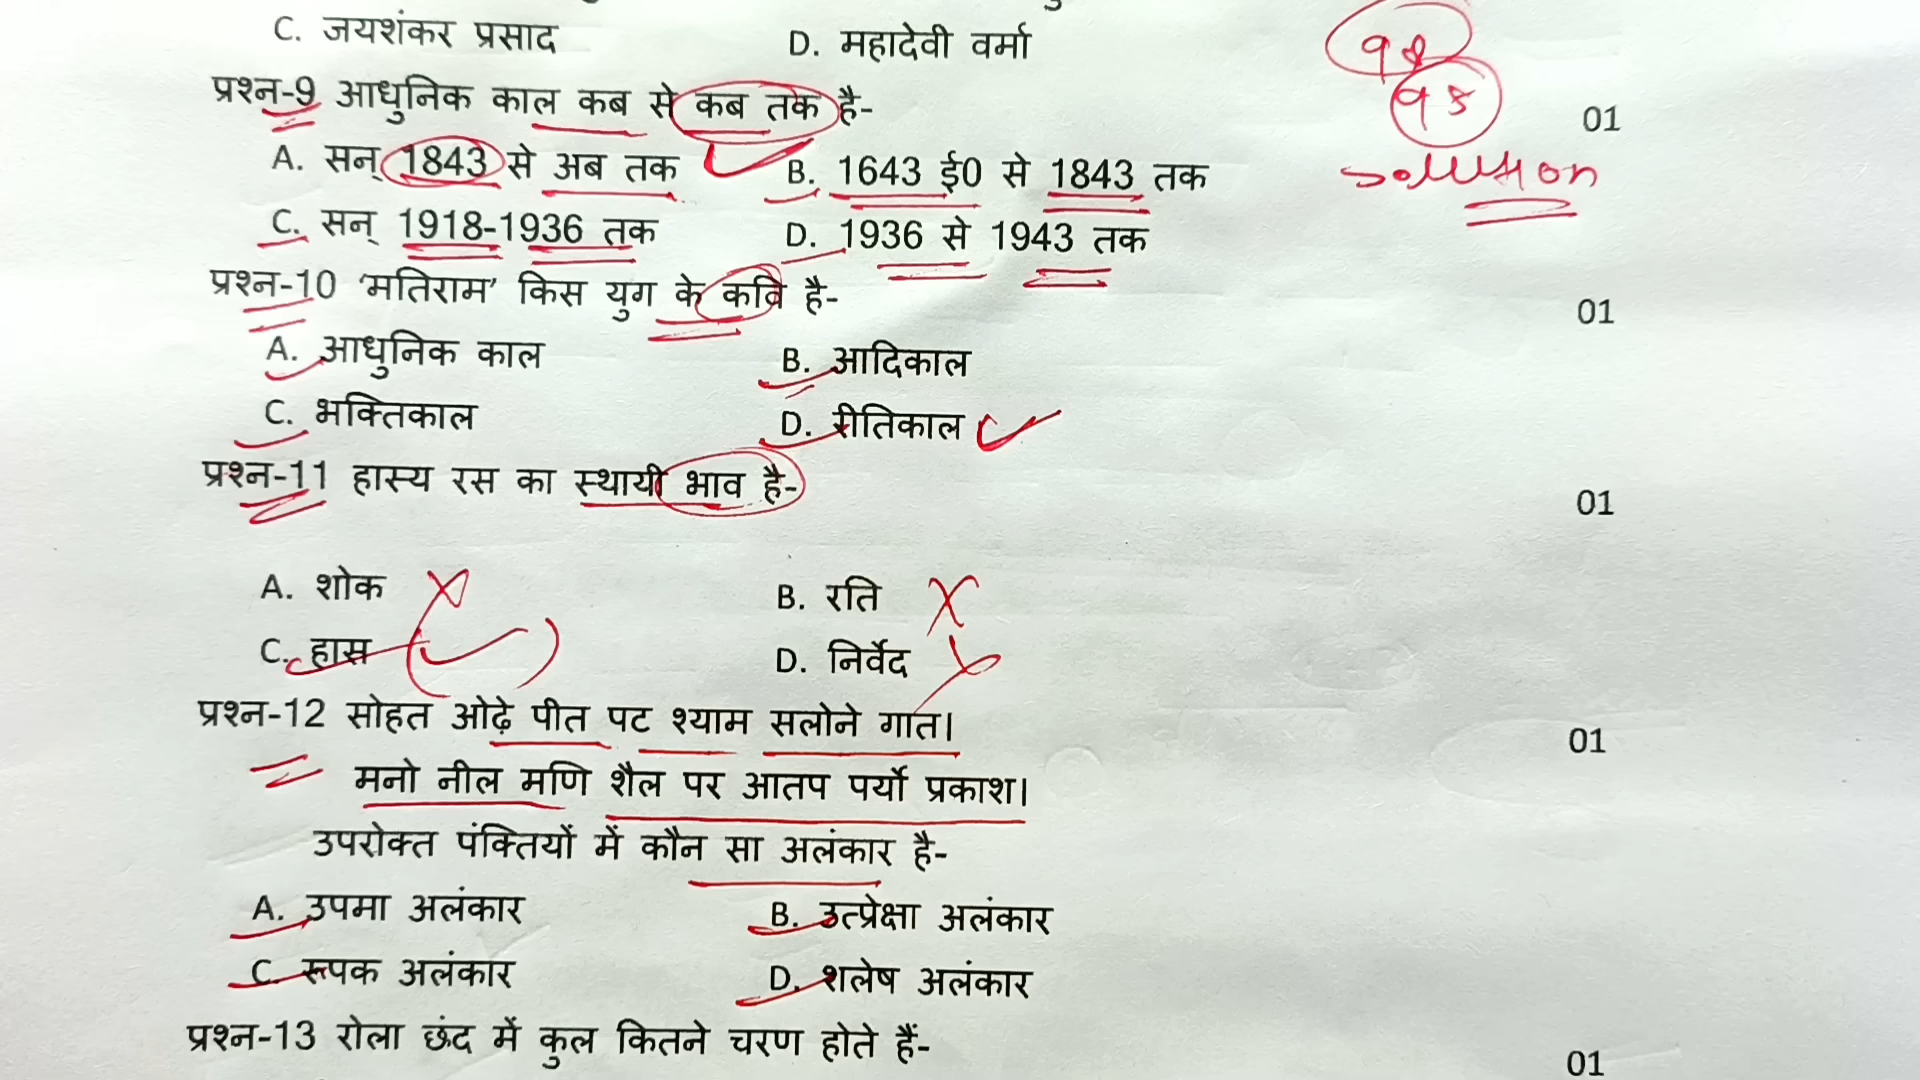 C. जयशंकर प्रसाद D. महादेवी वर्मा
प्रश्न-9 आधुनिक काल कब से कब तक है- 01
A. सन् 1843 से अब तक B. 1643 ई0 से 1843 तक
solution
C. सन् 1918-1936 तक D. 1936 से 1943 तक
प्रश्न-10 ‘मतिराम’ किस युग के कवि है- 01
A. आधुनिक काल B. आदिकाल
C. भक्तिकाल D. रीतिकाल
प्रश्न-11 हास्य रस का स्थायी भाव है- 01
A. शोक B. रति
C. हास D. निर्वेद
प्रश्न-12 सोहत ओढ़े पीत पट श्याम सलोने गात। 01
मनो नील मणि शैल पर आतप पर्यो प्रकाश।
उपरोक्त पंक्तियों में कौन सा अलंकार है-
A. उपमा अलंकार B. उत्प्रेक्षा अलंकार
C. रूपक अलंकार D. शलेष अलंकार
प्रश्न-13 रोला छंद में कुल कितने चरण होते हैं- 01